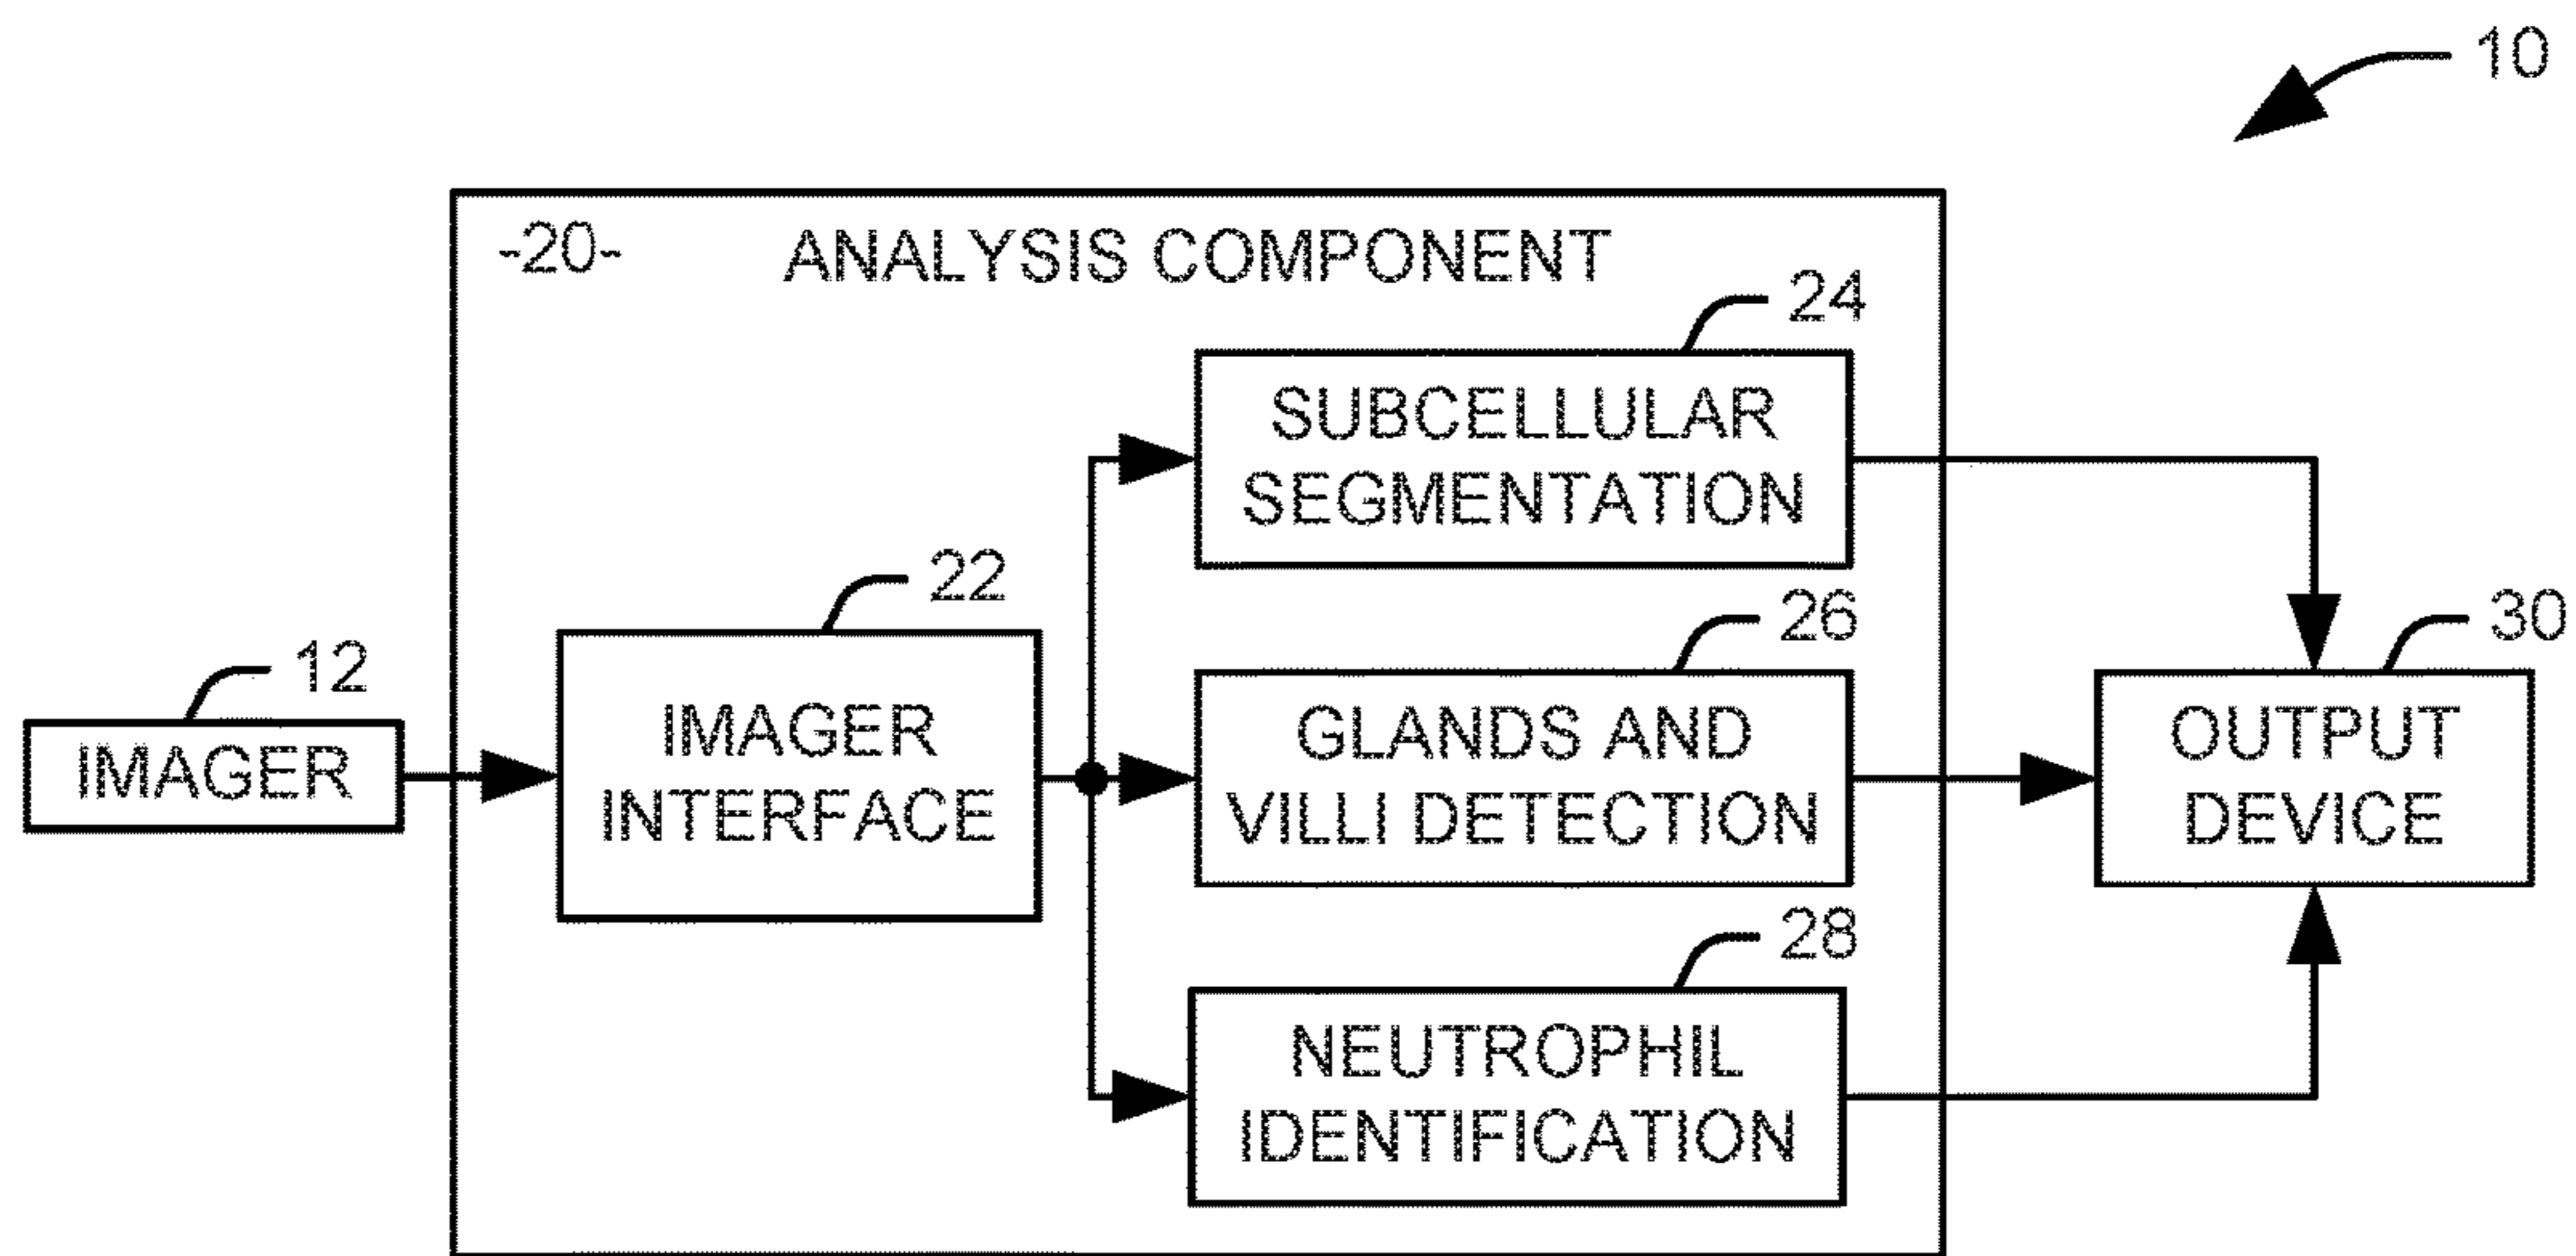 10
-20-
ANALYSIS COMPONENT
24
SUBCELLULAR
SEGMENTATION
22
IMAGER
INTERFACE
12
IMAGER
26
GLANDS AND
VILLI DETECTION
30
OUTPUT
DEVICE
28
NEUTROPHIL
IDENTIFICATION